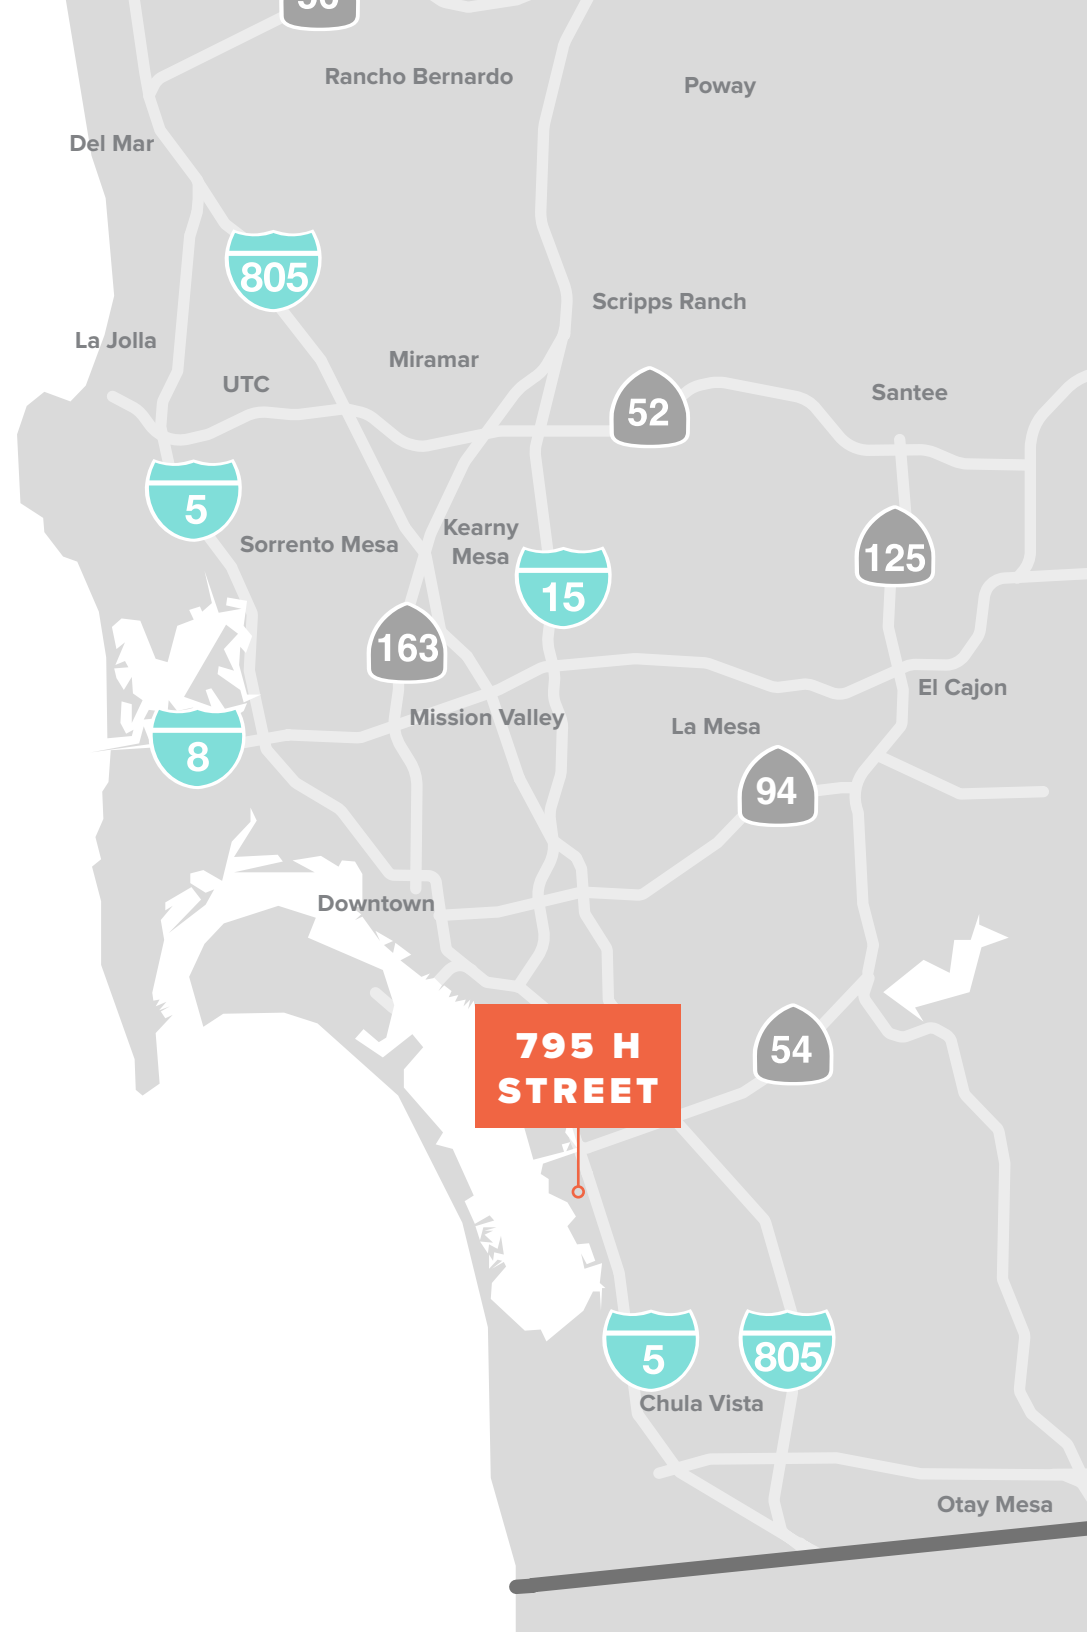 56
Rancho Bernardo
Poway
Del Mar
805
Scripps Ranch
La Jolla
Miramar
UTC
Santee
52
5
Kearny
Mesa
Sorrento Mesa
125
15
163
El Cajon
Mission Valley
La Mesa
8
94
Downtown
795 H
STREET
54
5
805
Chula Vista
Otay Mesa